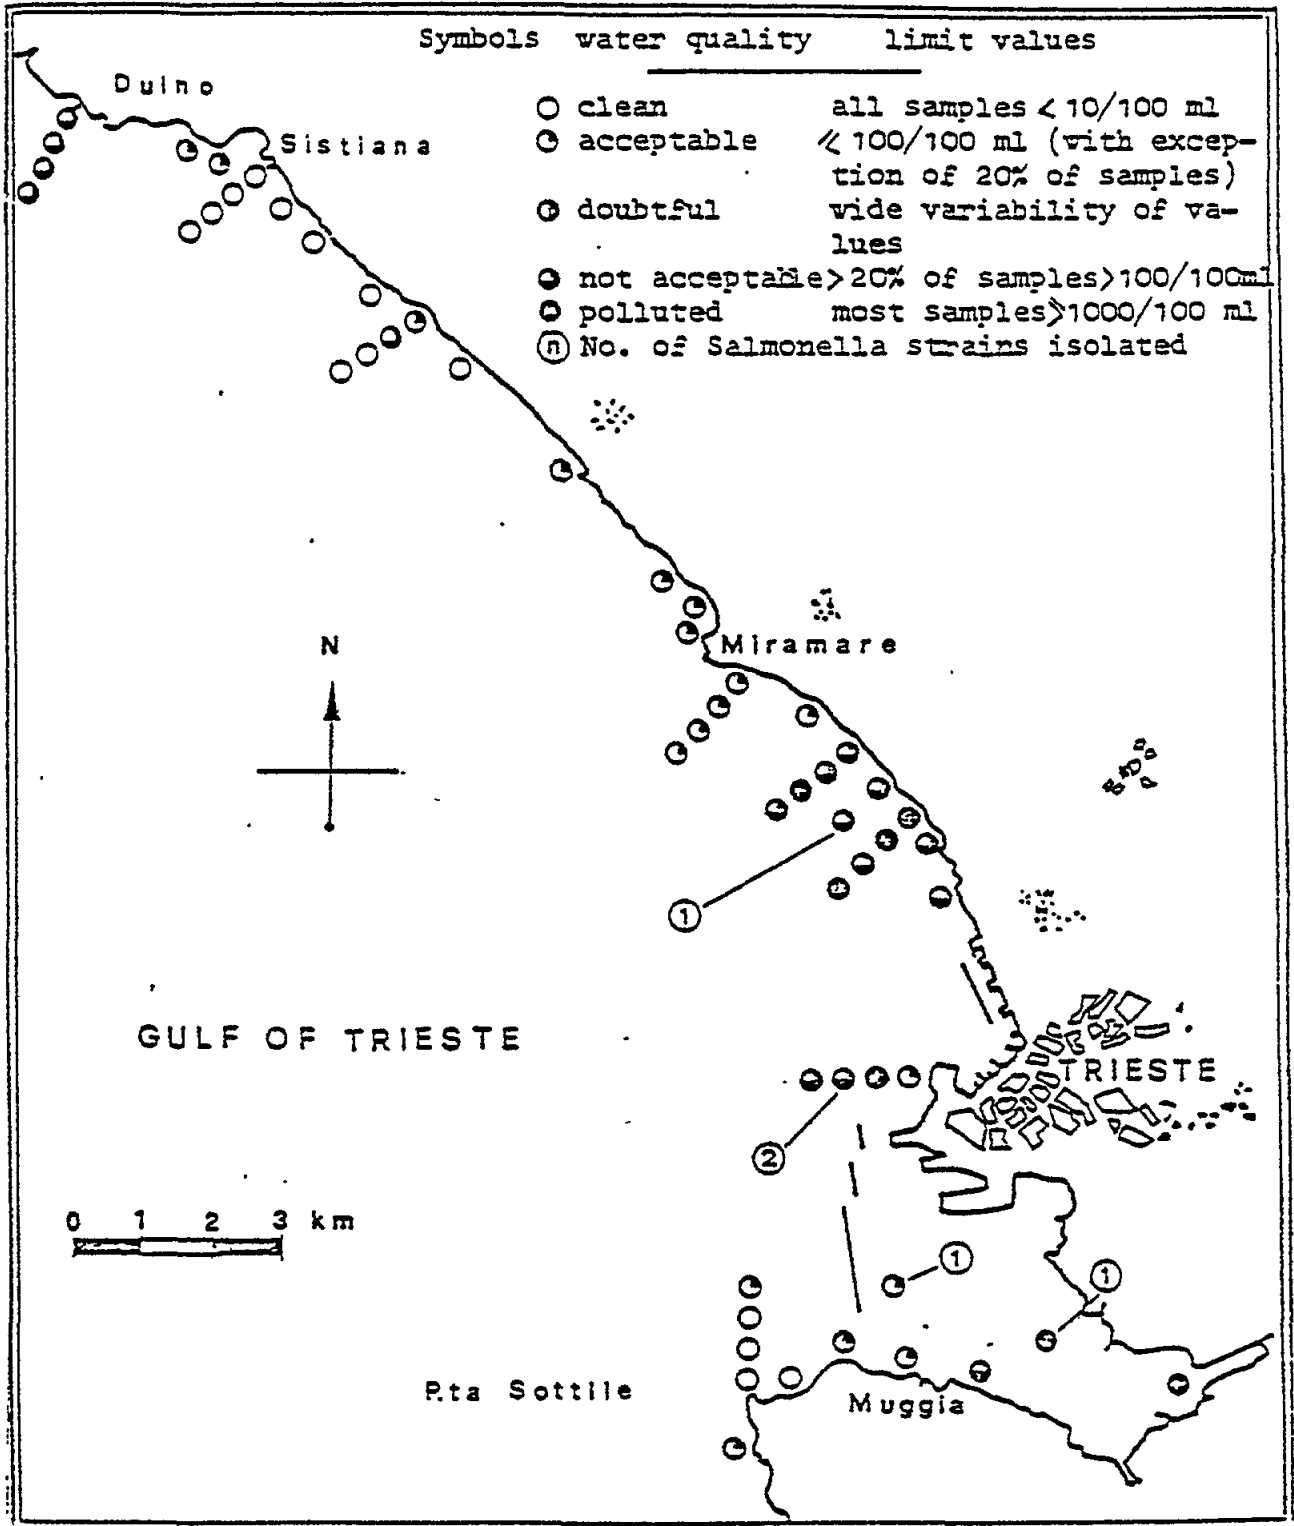 Symbols water quality limit values
clean all samples < 10/100 ml
acceptable ≤ 100/100 ml (with excep-
tion of 20% of samples)
doubtful wide variability of va-
lues
not acceptable >20% of samples>100/100ml
polluted most samples ≥1000/100 ml
n No. of Salmonella strains isolated
Duino
Sistiana
N
Miramare
1
GULF OF TRIESTE
TRIESTE
2
0 1 2 3 km
1
1
P.ta Sottile
Muggia